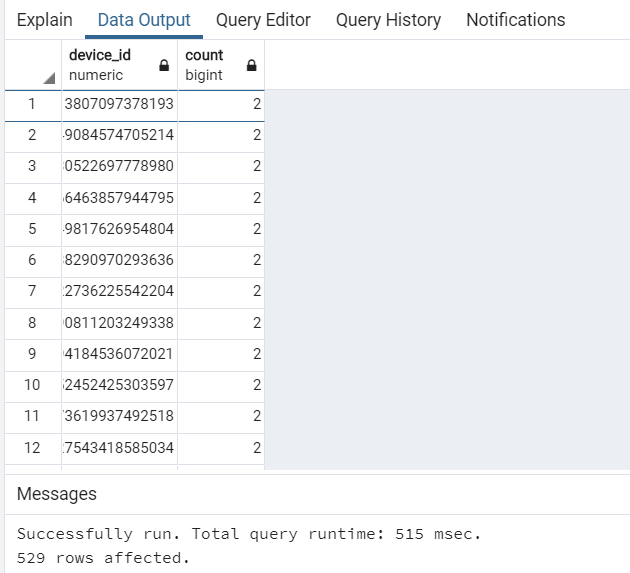 Explain Data Output Query Editor Query History Notifications
device_id count
numeric bigint
1 3807097378193 2
2 9084574705214 2
3 0522697778980 2
4 6463857944795 2
5 9817626954804 2
6 8290970293636 2
7 2736225542204 2
8 0811203249338 2
9 4184536072021 2
10 2452425303597 2
11 3619937492518 2
12 7543418585034 2
Messages
Successfully run. Total query runtime: 515 msec.
529 rows affected.